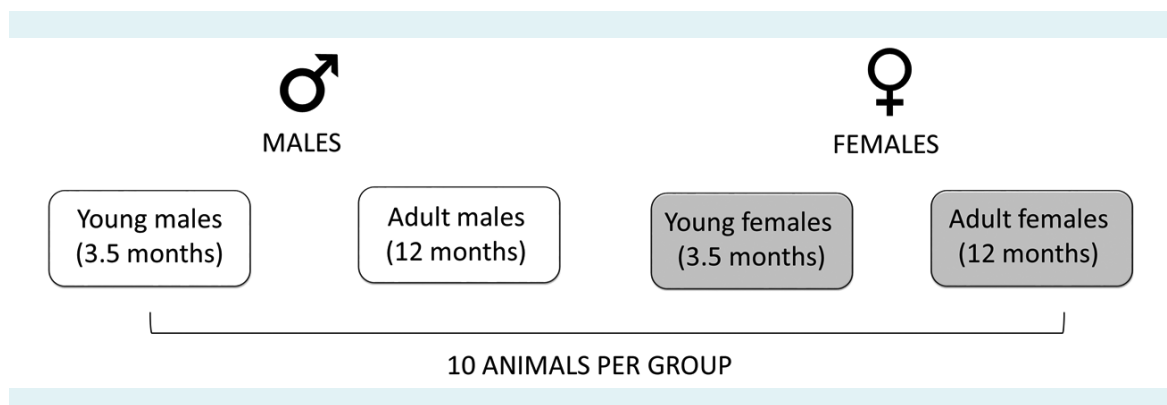 MALES
FEMALES
Young males
(3.5 months)
Adult males
(12 months)
Young females
(3.5 months)
Adult females
(12 months)
10 ANIMALS PER GROUP